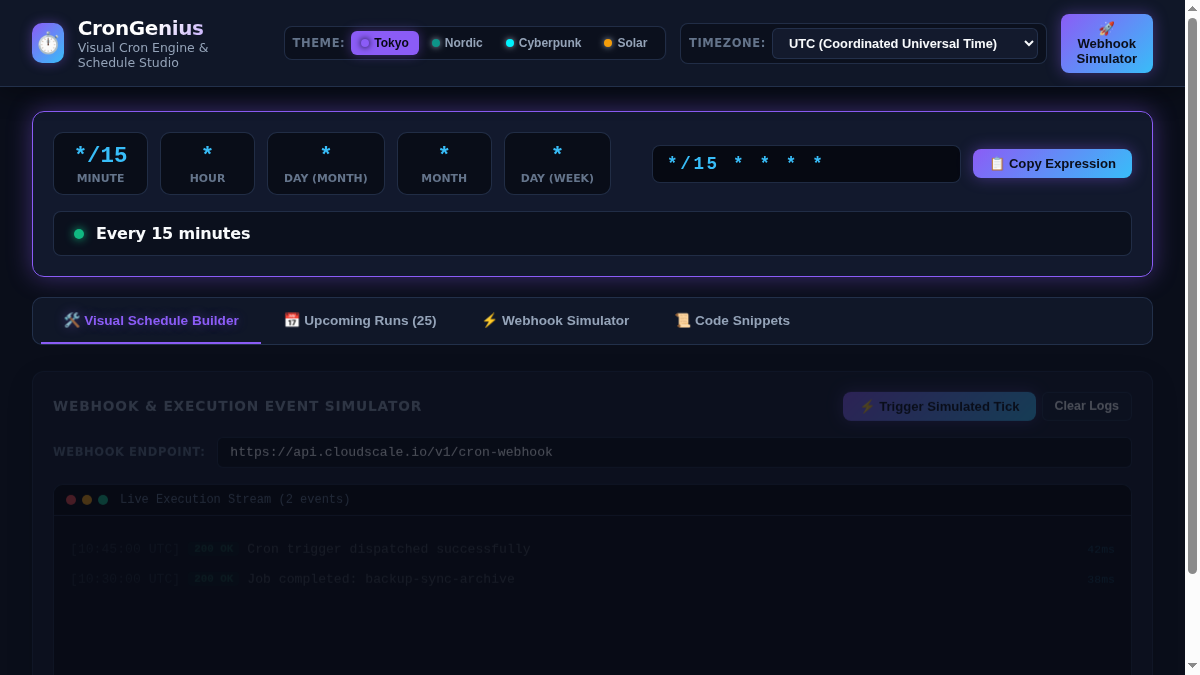 CronGenius
Visual Cron Engine &
Schedule Studio
THEME: Tokyo Nordic Cyberpunk Solar
TIMEZONE: UTC (Coordinated Universal Time)
🚀 Webhook Simulator
*/15
MINUTE
*
HOUR
*
DAY (MONTH)
*
MONTH
*
DAY (WEEK)
*/15 * * * *
📋 Copy Expression
Every 15 minutes
🛠️ Visual Schedule Builder
📅 Upcoming Runs (25)
⚡ Webhook Simulator
📜 Code Snippets
WEBHOOK & EXECUTION EVENT SIMULATOR
⚡ Trigger Simulated Tick
Clear Logs
WEBHOOK ENDPOINT: https://api.cloudscale.io/v1/cron-webhook
Live Execution Stream (2 events)
[16:45:00 UTC] 200 OK Cron trigger dispatched successfully
200 OK Job completed: backup-sync-archive